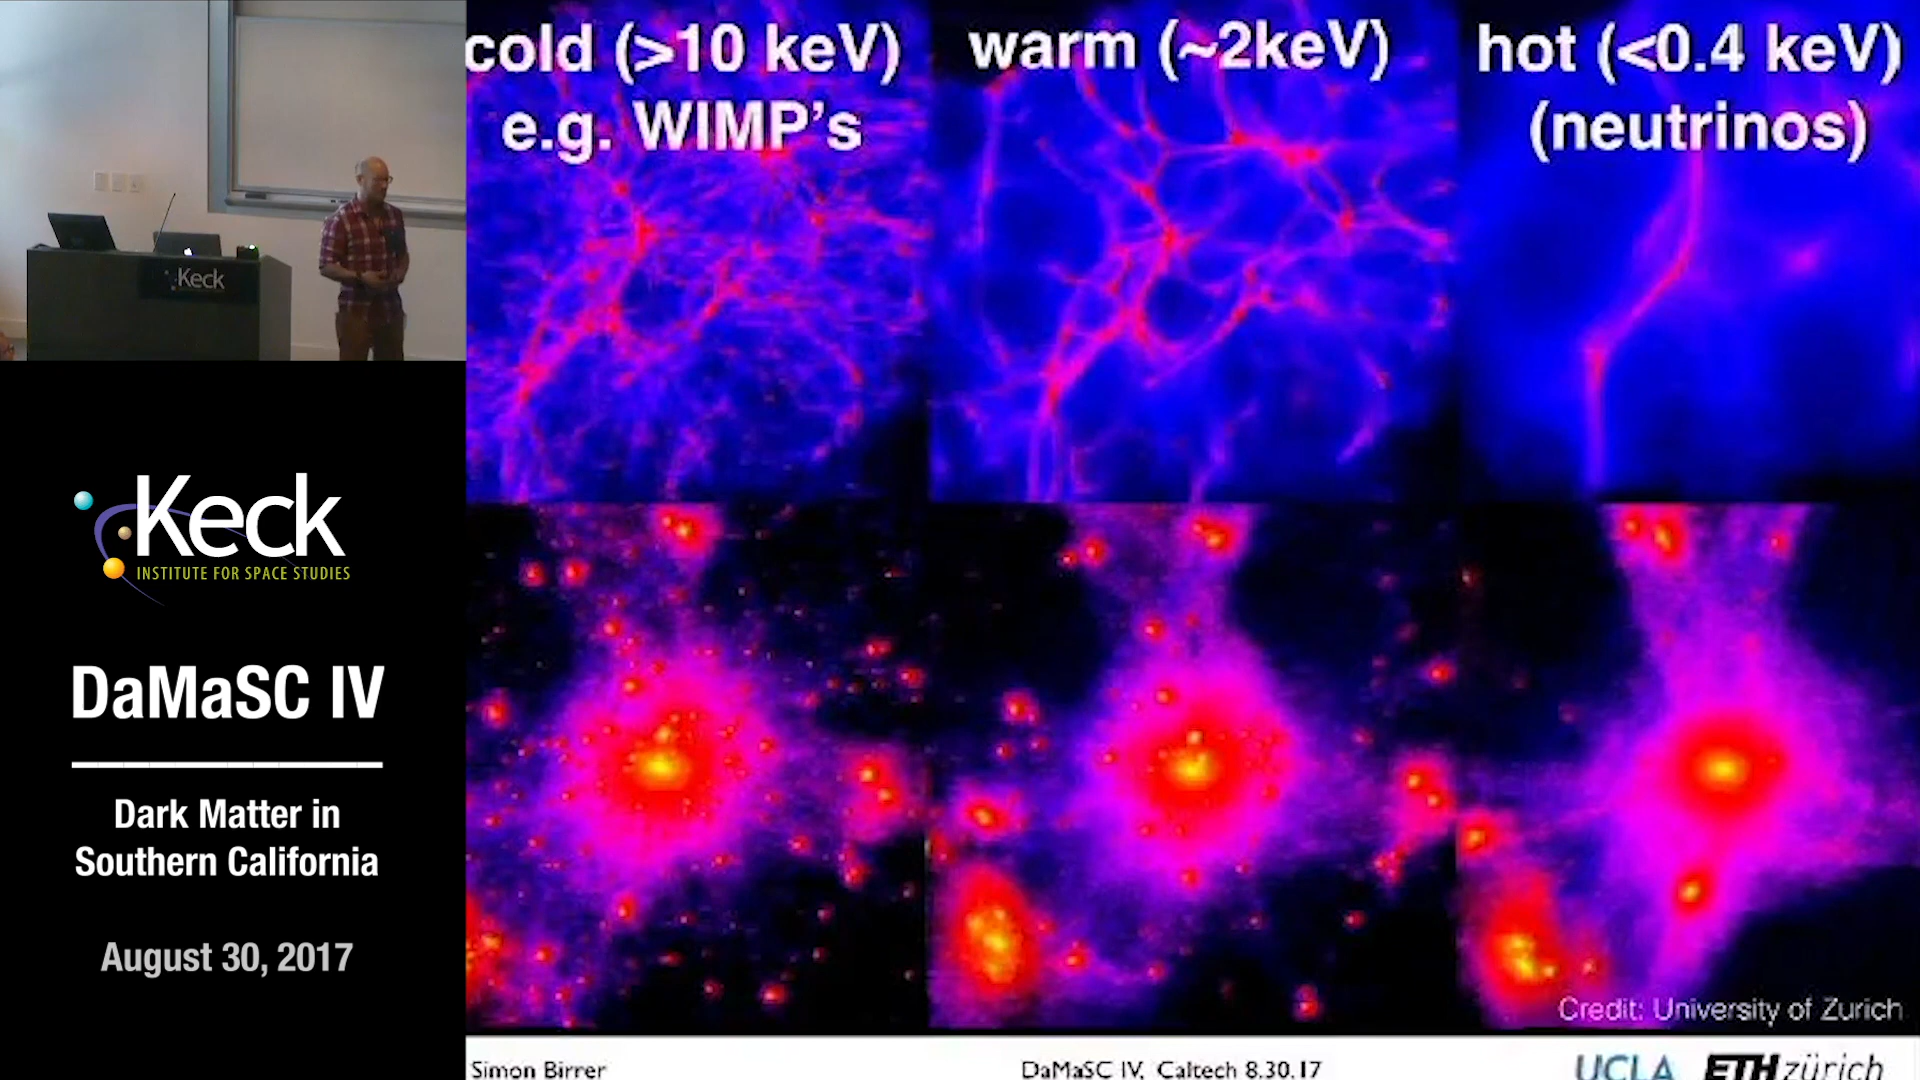 Keck
Keck
INSTITUTE FOR SPACE STUDIES
DaMaSC IV
Dark Matter in
Southern California
August 30, 2017
cold (>10 keV)
e.g. WIMP's
warm (~2keV)
hot (<0.4 keV)
(neutrinos)
Credit: University of Zurich
Simon Birrer
DaMaSC IV, Caltech 8.30.17
UCLA
ETH zürich